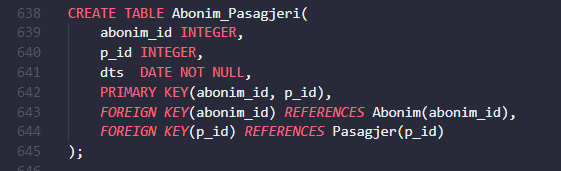 638 CREATE TABLE Abonim_Pasagjeri(
639 abonim_id INTEGER,
640 p_id INTEGER,
641 dts  DATE NOT NULL,
642 PRIMARY KEY(abonim_id, p_id),
643 FOREIGN KEY(abonim_id) REFERENCES Abonim(abonim_id),
644 FOREIGN KEY(p_id) REFERENCES Pasagjer(p_id)
645 );